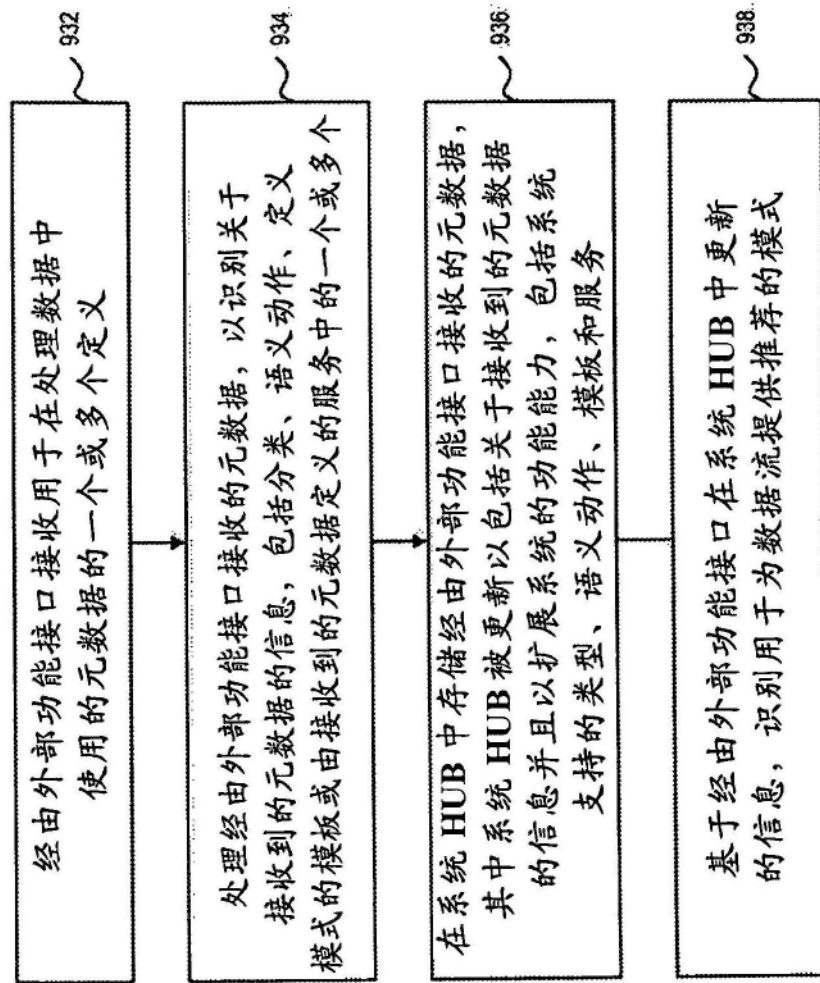 932
经由外部功能接口接收用于在处理数据中
使用的元数据的一个或多个定义
934
处理经由外部功能接口接收的元数据，以识别关于
接收到的元数据的信息，包括分类、语义动作、定义
模式的模板或由接收到的元数据定义的服务中的一个或多个
936
在系统 HUB 中存储经由外部功能接口接收的元数据，
其中系统 HUB 被更新以包括关于接收到的元数据
的信息并且以扩展系统的功能能力，包括系统
支持的类型、语义动作、模板和服务
938
基于经由外部功能接口在系统 HUB 中更新
的信息，识别用于为数据流提供推荐的模式